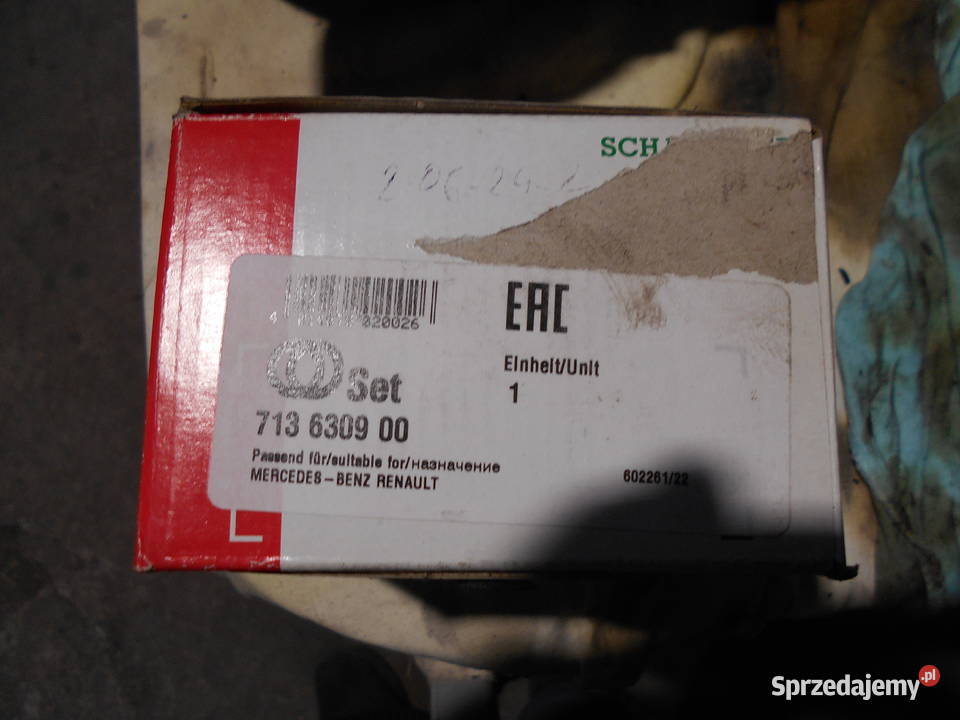 SCH
020026
EAC
Set
Einheit/Unit
1
713 6309 00
Passend für/suitable for/назначение
MERCEDES-BENZ RENAULT
602261/22
Sprzedajemy.pl